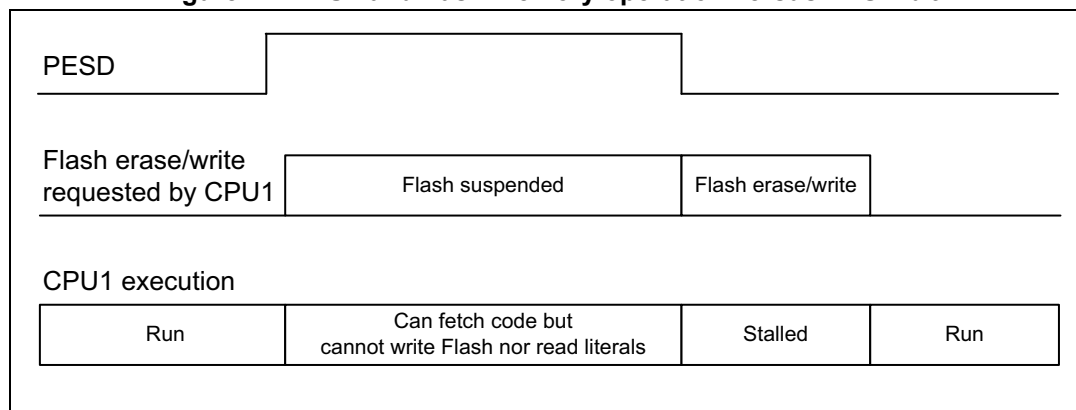 PESD
Flash erase/write
requested by CPU1
Flash suspended
Flash erase/write
CPU1 execution
Run
Can fetch code but
cannot write Flash nor read literals
Stalled
Run